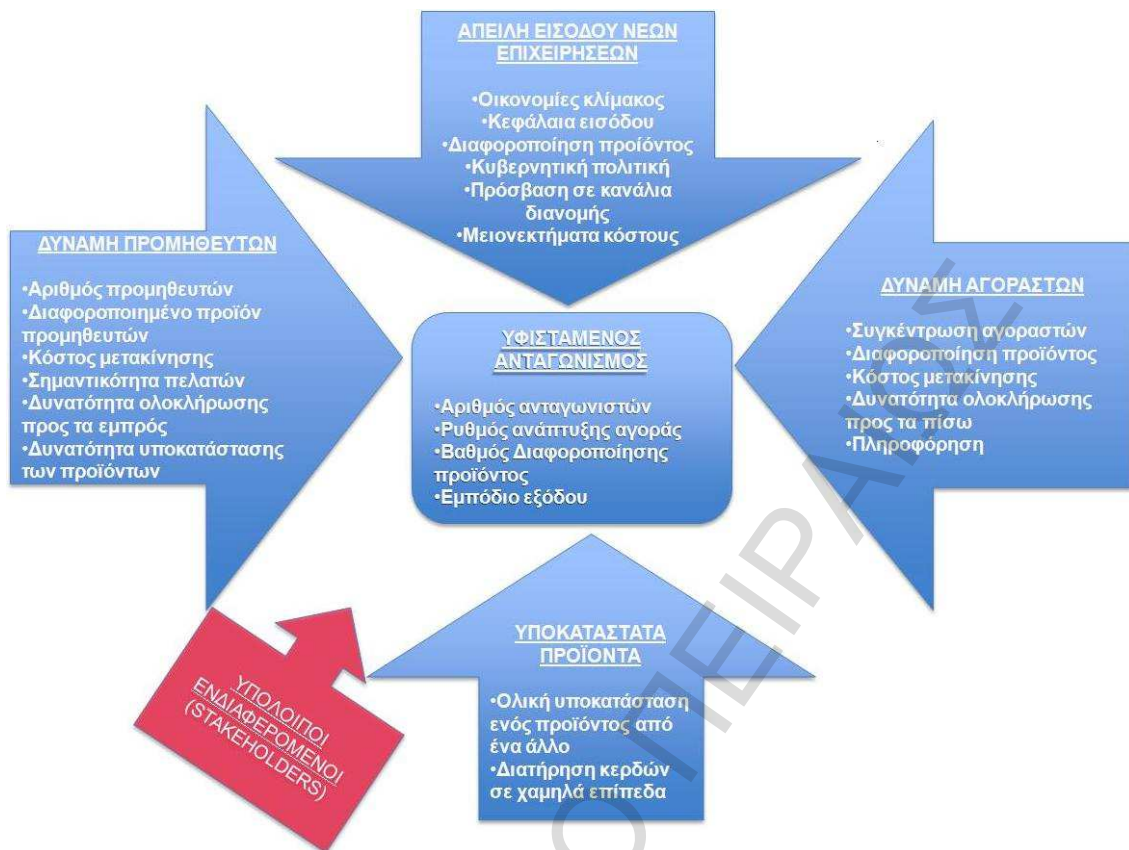 ΑΠΕΙΛΗ ΕΙΣΟΔΟΥ ΝΕΩΝ
ΕΠΙΧΕΙΡΗΣΕΩΝ
•Οικονομίες κλίμακος
•Κεφάλαια εισόδου
•Διαφοροποίηση προϊόντος
•Κυβερνητική πολιτική
•Πρόσβαση σε κανάλια
διανομής
•Μειονεκτήματα κόστους
ΔΥΝΑΜΗ ΠΡΟΜΗΘΕΥΤΩΝ
•Αριθμός προμηθευτών
•Διαφοροποιημένο προϊόν
προμηθευτών
•Κόστος μετακίνησης
•Σημαντικότητα πελατών
•Δυνατότητα ολοκλήρωσης
προς τα εμπρός
•Δυνατότητα υποκατάστασης
των προϊόντων
ΥΦΙΣΤΑΜΕΝΟΣ
ΑΝΤΑΓΩΝΙΣΜΟΣ
•Αριθμός ανταγωνιστών
•Ρυθμός ανάπτυξης αγοράς
•Βαθμός Διαφοροποίησης
προϊόντος
•Εμπόδιο εξόδου
ΔΥΝΑΜΗ ΑΓΟΡΑΣΤΩΝ
•Συγκέντρωση αγοραστών
•Διαφοροποίηση προϊόντος
•Κόστος μετακίνησης
•Δυνατότητα ολοκλήρωσης
προς τα πίσω
•Πληροφόρηση
ΥΠΟΛΟΙΠΟΙ
ΕΝΔΙΑΦΕΡΟΜΕΝΟΙ
(STAKEHOLDERS)
ΥΠΟΚΑΤΑΣΤΑΤΑ
ΠΡΟΪΟΝΤΑ
•Ολική υποκατάσταση
ενός προϊόντος από
ένα άλλο
•Διατήρηση κερδών
σε χαμηλά επίπεδα
Ο ΠΕΙΡΑΙΩΣ